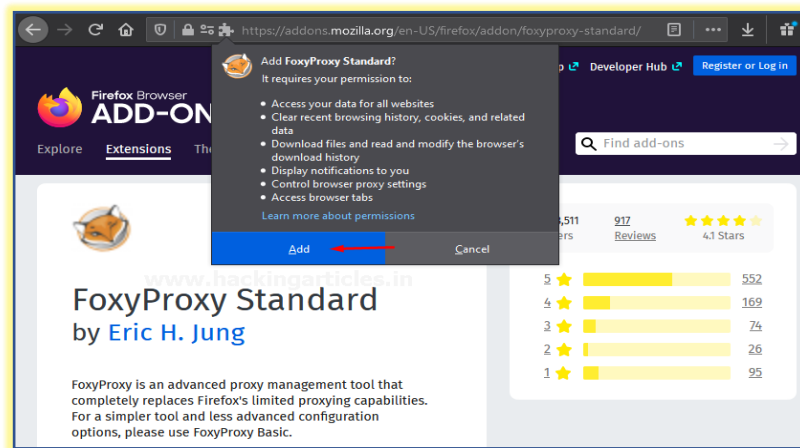 https://addons.mozilla.org/en-US/firefox/addon/foxyproxy-standard/
Add FoxyProxy Standard?
It requires your permission to:
Access your data for all websites
Clear recent browsing history, cookies, and related
data
Download files and read and modify the browser's
download history
Display notifications to you
Control browser proxy settings
Access browser tabs
Learn more about permissions
Add
Cancel
Developer Hub
Register or Log in
Firefox Browser
ADD-ON
Explore Extensions
Find add-ons
,511 917
Reviews 4.1 Stars
5 552
4 169
3 74
2 26
1 95
www.hackingarticles.in
FoxyProxy Standard
by Eric H. Jung
FoxyProxy is an advanced proxy management tool that
completely replaces Firefox's limited proxying capabilities.
For a simpler tool and less advanced configuration
options, please use FoxyProxy Basic.